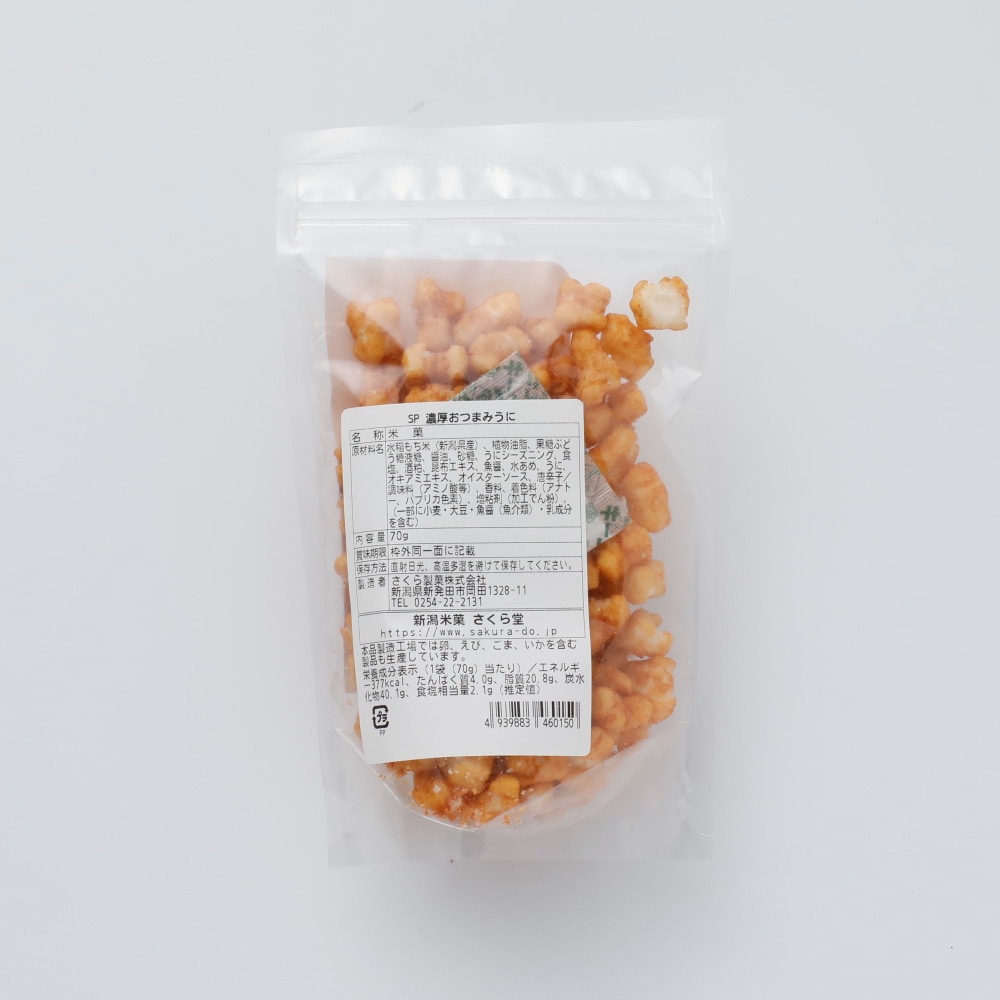 SP 濃厚おつまみうに
名 称 米 菓
原材料名 水稲もち米（新潟県産）、植物油脂、果糖ぶど
う糖液糖、醤油、砂糖、うにシーズニング、食
塩、酒粕、昆布エキス、魚醤、水あめ、うに、
オキアミエキス、オイスターソース、唐辛子／
調味料（アミノ酸等）、香料、着色料（アナト
ー、パプリカ色素）、増粘剤（加工でん粉）、
（一部に小麦・大豆・魚醤（魚介類）・乳成分
を含む）
内容量 70g
賞味期限 枠外同一面に記載
保存方法 直射日光、高温多湿を避けて保存してください。
製造者 さくら製菓株式会社
新潟県新発田市岡田1328-11
TEL 0254-22-2131
新潟米菓 さくら堂
https://www.sakura-do.jp
本品製造工場では卵、えび、ごま、いかを含む
製品も生産しています。
栄養成分表示（1袋（70g）当たり）／エネルギ
ー377kcal、たんぱく質4.0g、脂質20.8g、炭水
化物40.1g、食塩相当量2.1g（推定値）
プラ
PP
4 939883 460150